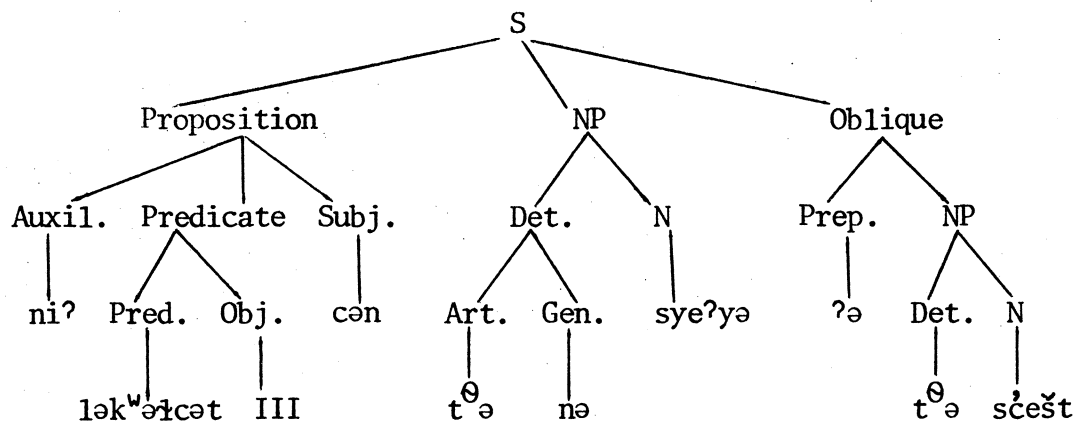 S
Proposition NP Oblique
Auxil. Predicate Subj. Det. N Prep. NP
niʔ Pred. Obj. cən Art. Gen. syeʔyə ʔə Det. N
ləkʷəɬcət III tᶿə nə tᶿə sc̓ešt